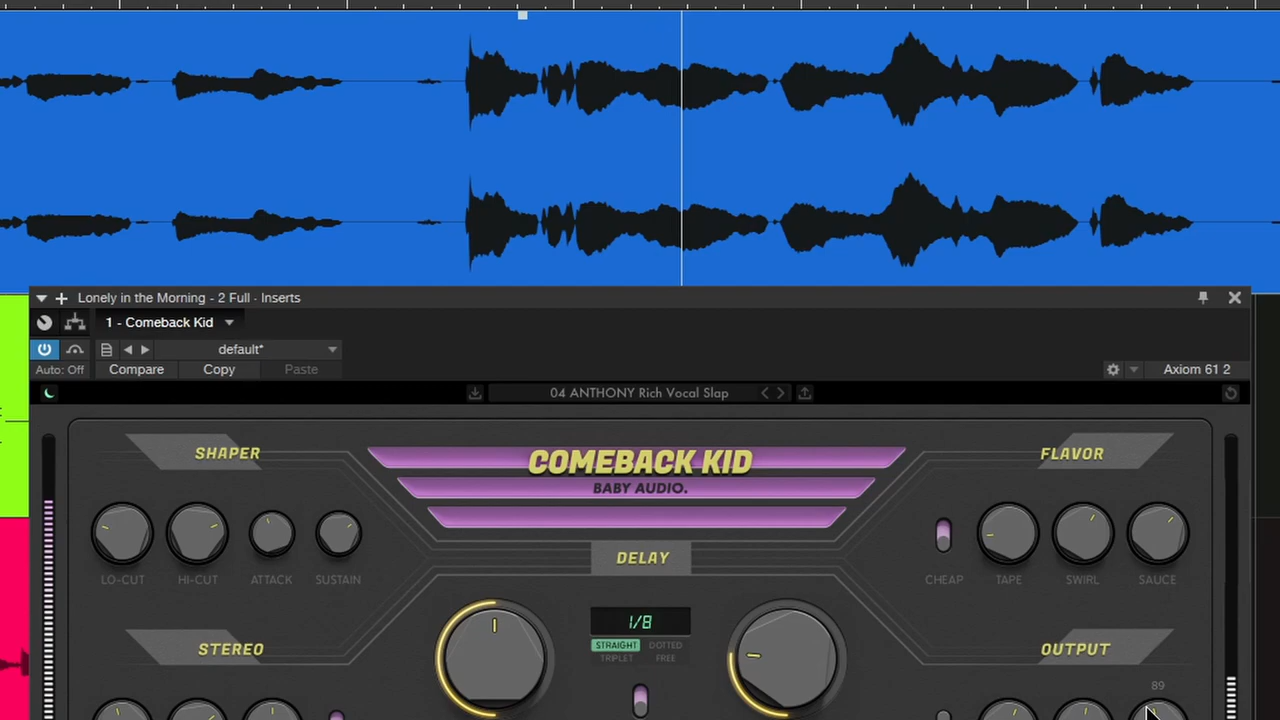 Lonely in the Morning - 2 Full · Inserts
1 - Comeback Kid
default*
Auto: Off
Compare
Copy
Paste
Axiom 61 2
04 ANTHONY Rich Vocal Slap
SHAPER
COMEBACK KID
FLAVOR
BABY AUDIO.
DELAY
LO-CUT
HI-CUT
ATTACK
SUSTAIN
CHEAP
TAPE
SWIRL
SAUCE
1/8
STRAIGHT
DOTTED
TRIPLET
FREE
STEREO
OUTPUT
89